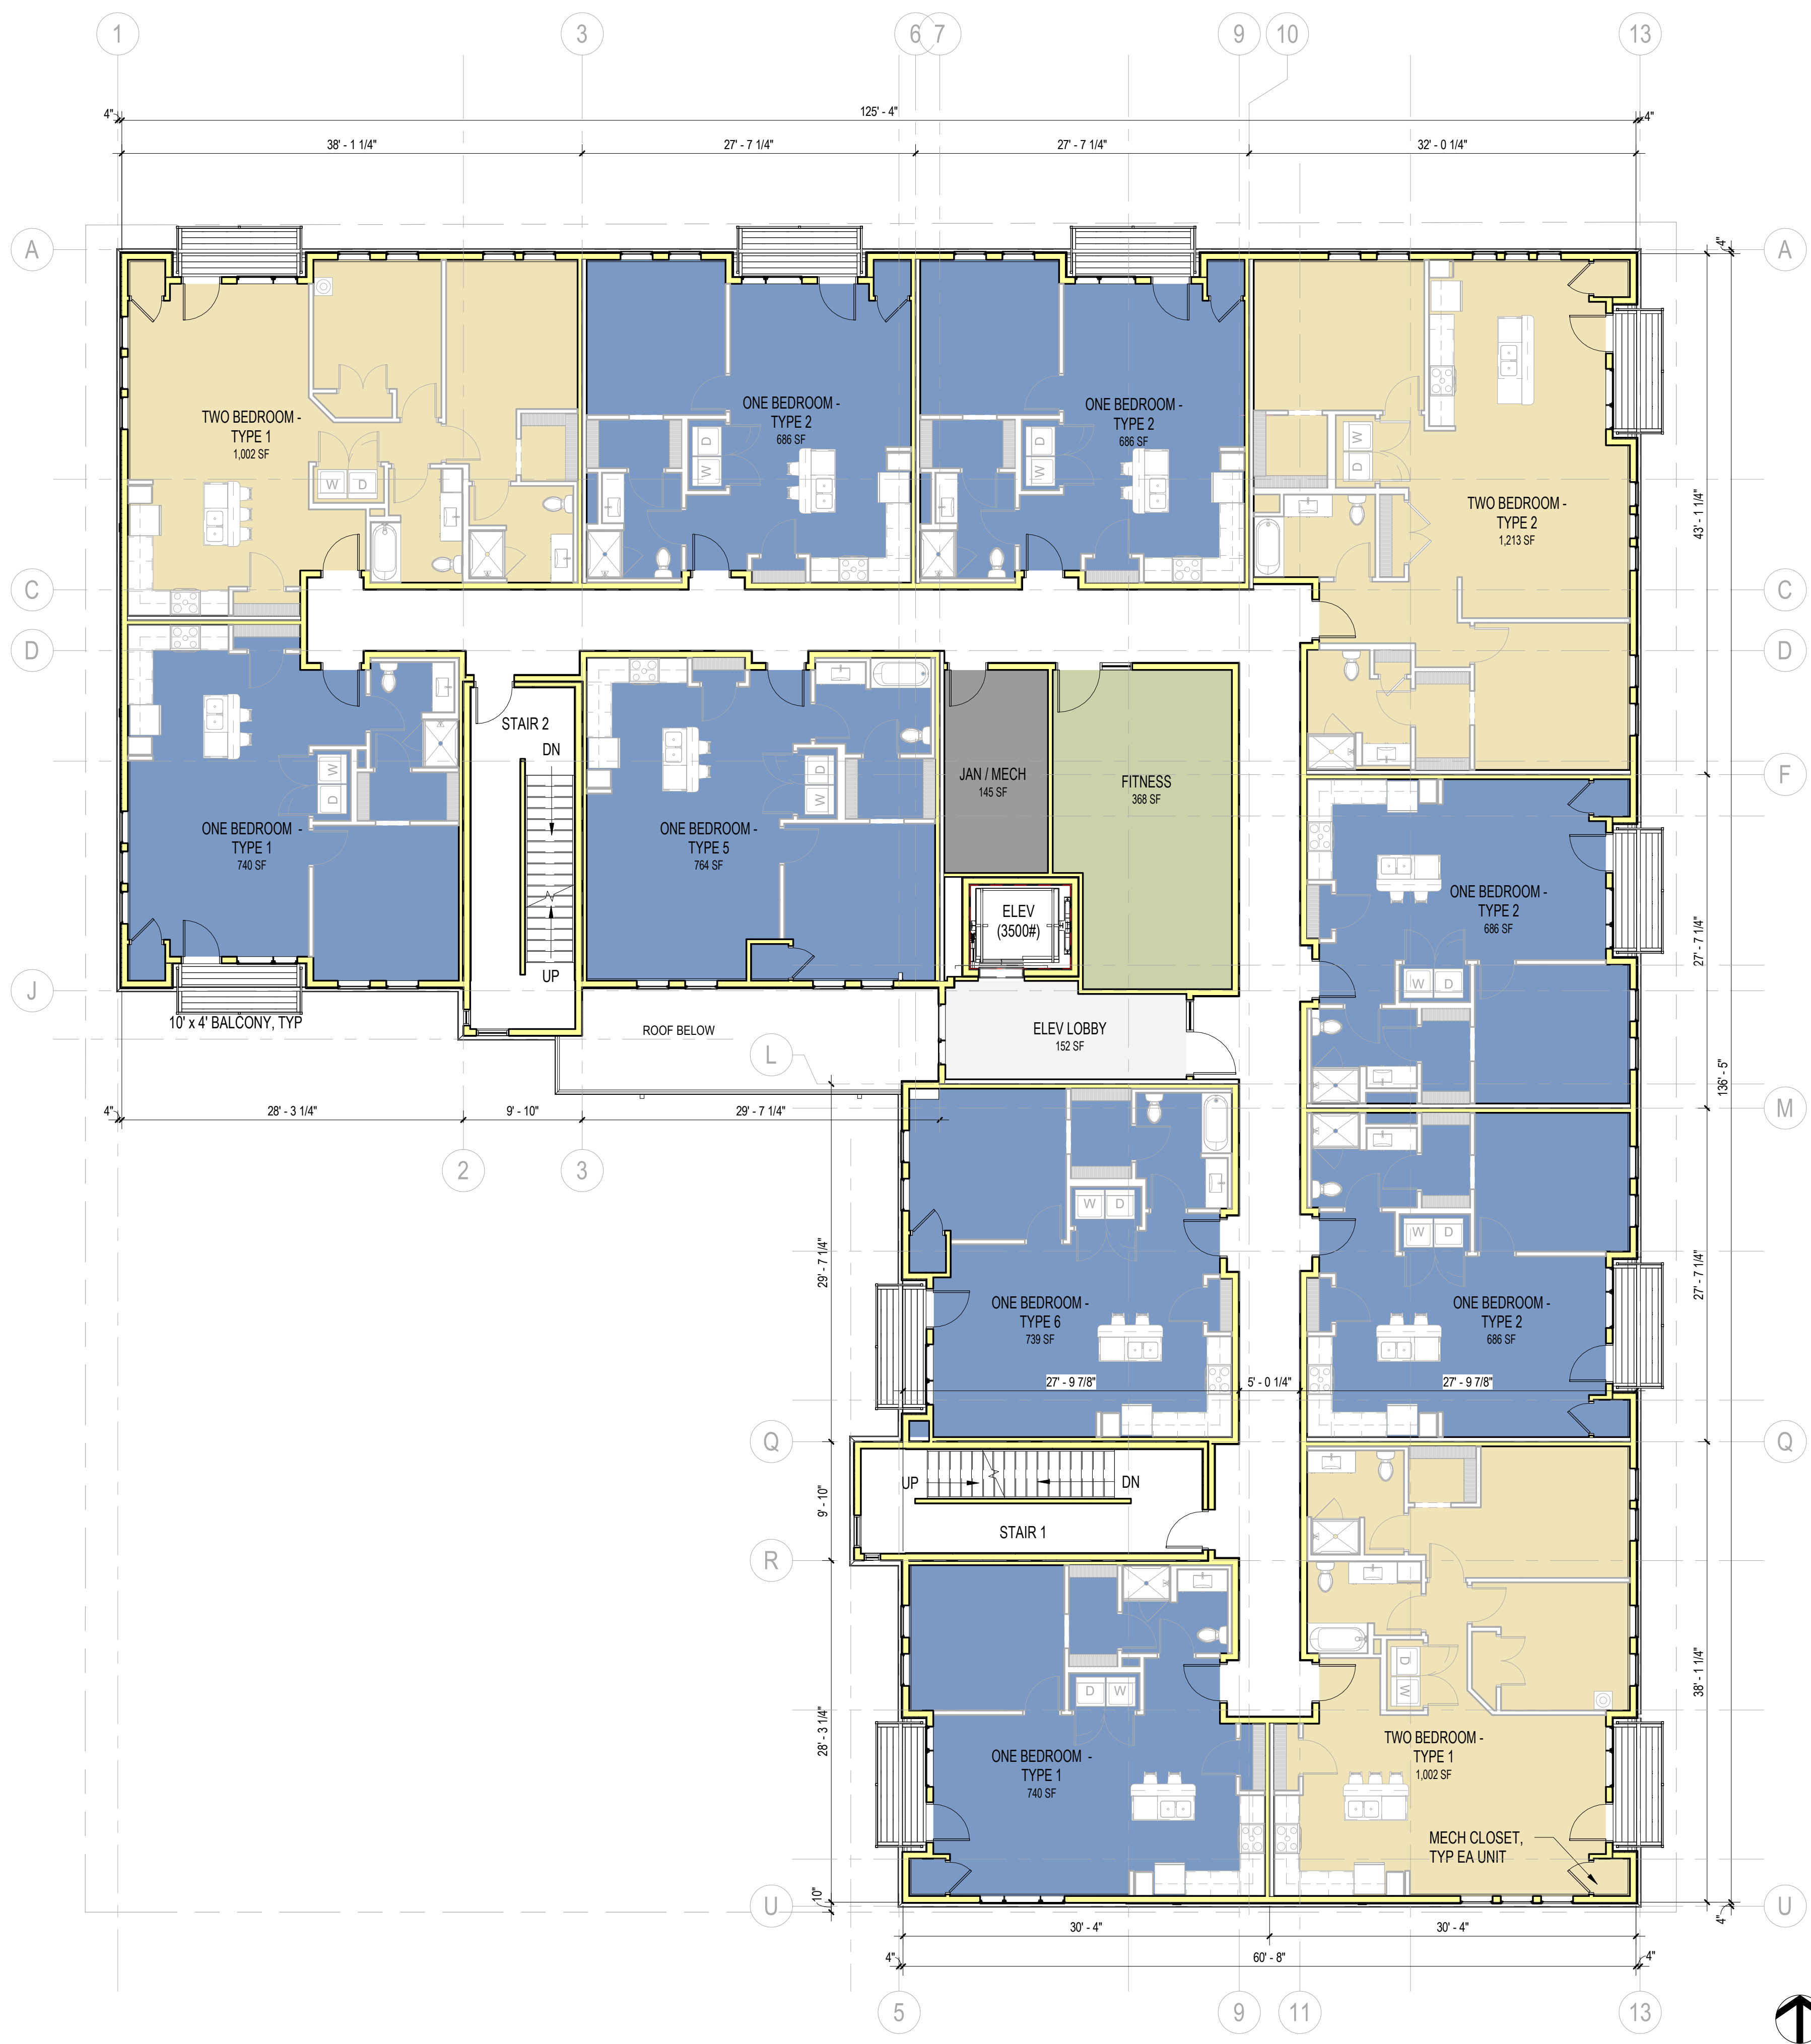 1
3
6
7
9
10
13
125' - 4"
4"
4"
38' - 1 1/4"
27' - 7 1/4"
27' - 7 1/4"
32' - 0 1/4"
A
A
4"
TWO BEDROOM -
TYPE 1
1,002 SF
ONE BEDROOM -
TYPE 2
686 SF
ONE BEDROOM -
TYPE 2
686 SF
TWO BEDROOM -
TYPE 2
1,213 SF
W
D
D
W
D
W
W
D
43' - 1 1/4"
C
C
D
D
STAIR 2
DN
UP
W
D
ONE BEDROOM -
TYPE 1
740 SF
D
W
ONE BEDROOM -
TYPE 5
764 SF
JAN / MECH
145 SF
FITNESS
368 SF
F
ELEV
(3500#)
ONE BEDROOM -
TYPE 2
686 SF
W
D
27' - 7 1/4"
J
10' x 4' BALCONY, TYP
ROOF BELOW
ELEV LOBBY
152 SF
L
136' - 5"
M
4"
28' - 3 1/4"
9' - 10"
29' - 7 1/4"
2
3
W
D
W
D
29' - 7 1/4"
27' - 7 1/4"
ONE BEDROOM -
TYPE 6
739 SF
ONE BEDROOM -
TYPE 2
686 SF
27' - 9 7/8"
5' - 0 1/4"
27' - 9 7/8"
Q
Q
UP
DN
STAIR 1
9' - 10"
R
D
W
D
W
38' - 1 1/4"
28' - 3 1/4"
ONE BEDROOM -
TYPE 1
740 SF
TWO BEDROOM -
TYPE 1
1,002 SF
MECH CLOSET,
TYP EA UNIT
10"
U
U
4"
30' - 4"
30' - 4"
4"
60' - 8"
4"
5
9
11
13